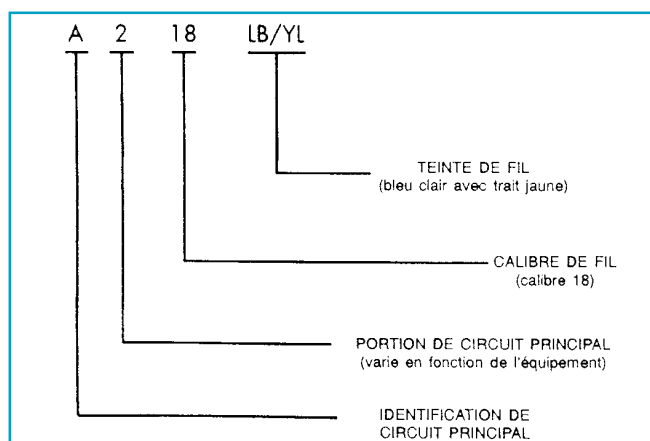 A 2 18 LB/YL
TEINTE DE FIL
(bleu clair avec trait jaune)
CALIBRE DE FIL
(calibre 18)
PORTION DE CIRCUIT PRINCIPAL
(varie en fonction de l'équipement)
IDENTIFICATION DE
CIRCUIT PRINCIPAL